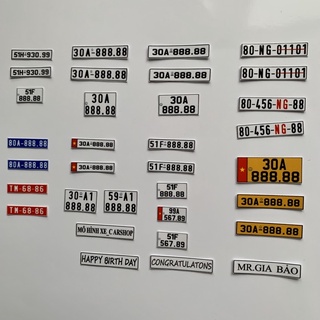 51H-930.99
30A-888.88
30A-888.88
80-NG-01101
51H-930.99
30A-888.88
30A-888.88
80-NG-01101
51F
888.88
30A
888.88
30A
888.88
80-456-NG-88
80-456-NG-88
80A-888.88
30A-888.88
51F-888.88
80A-888.88
30A-888.88
51F-888.88
30A
888.88
TM-68-86
30-A1
888.88
59-A1
888.88
51F
888.88
30A-888.88
TM-68-86
99A
567.89
30A-888.88
MÔ HÌNH XE_CARSHOP
51F
567.89
HAPPY BIRTH DAY
CONGRATULATONS
MR.GIA BẢO